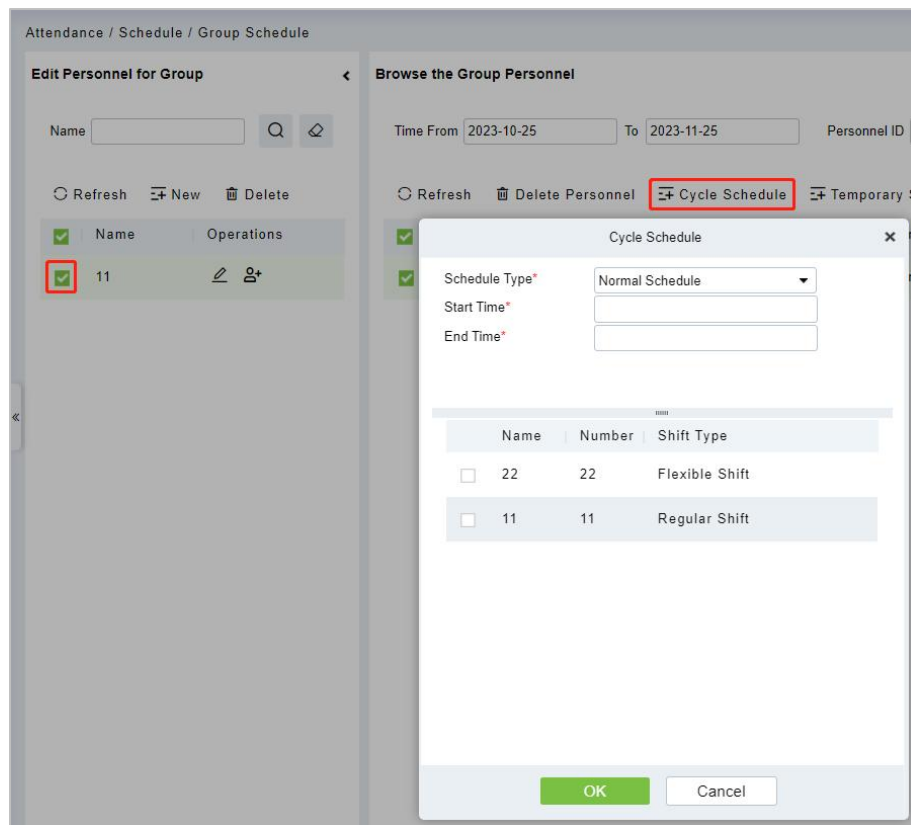 Attendance / Schedule / Group Schedule
Edit Personnel for Group
Name
Refresh New Delete
Name Operations
11
Browse the Group Personnel
Time From 2023-10-25 To 2023-11-25 Personnel ID
Refresh Delete Personnel Cycle Schedule Temporary
Cycle Schedule
Schedule Type* Normal Schedule
Start Time*
End Time*
Name Number Shift Type
22 22 Flexible Shift
11 11 Regular Shift
OK Cancel